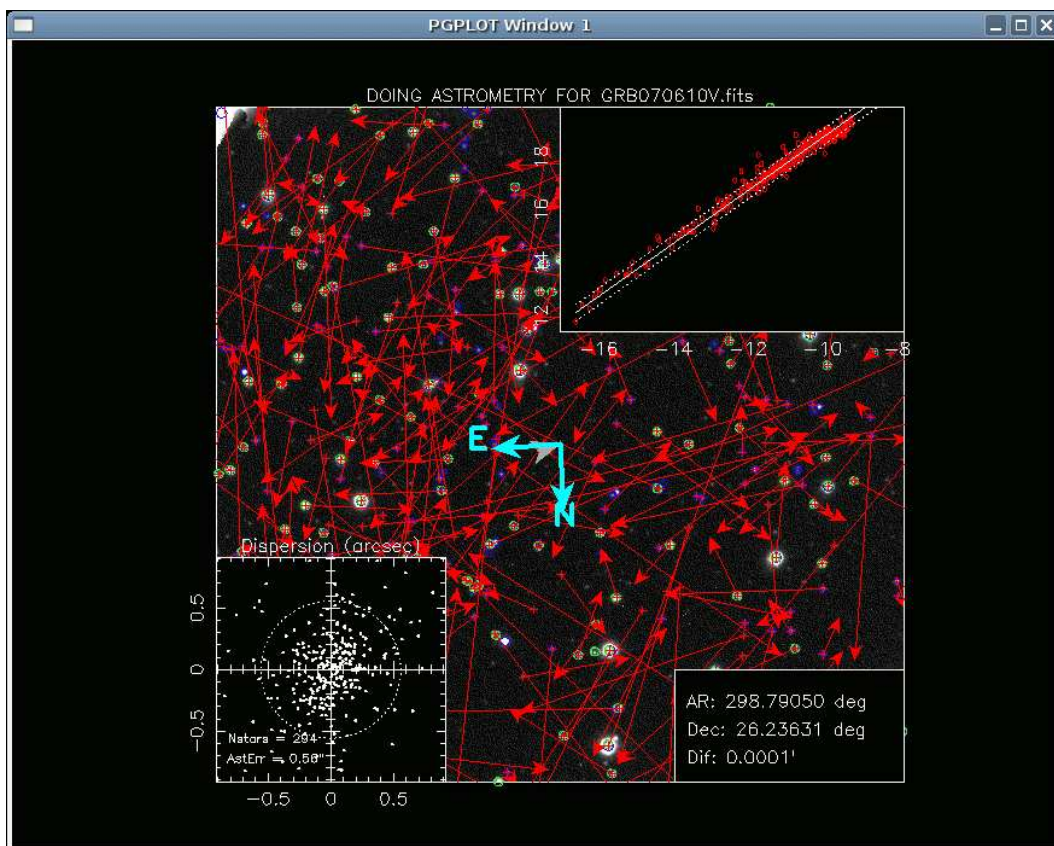 PGPLOT Window 1
DOING ASTROMETRY FOR GRB070610V.fits
18
16
14
12
−16 −14 −12 −10 −8
E
N
Dispersion (arcsec)
0.5
0
−0.5
Nstars = 294
AstErr = 0.56"
−0.5 0 0.5
AR: 298.79050 deg
Dec: 26.23631 deg
Dif: 0.0001'